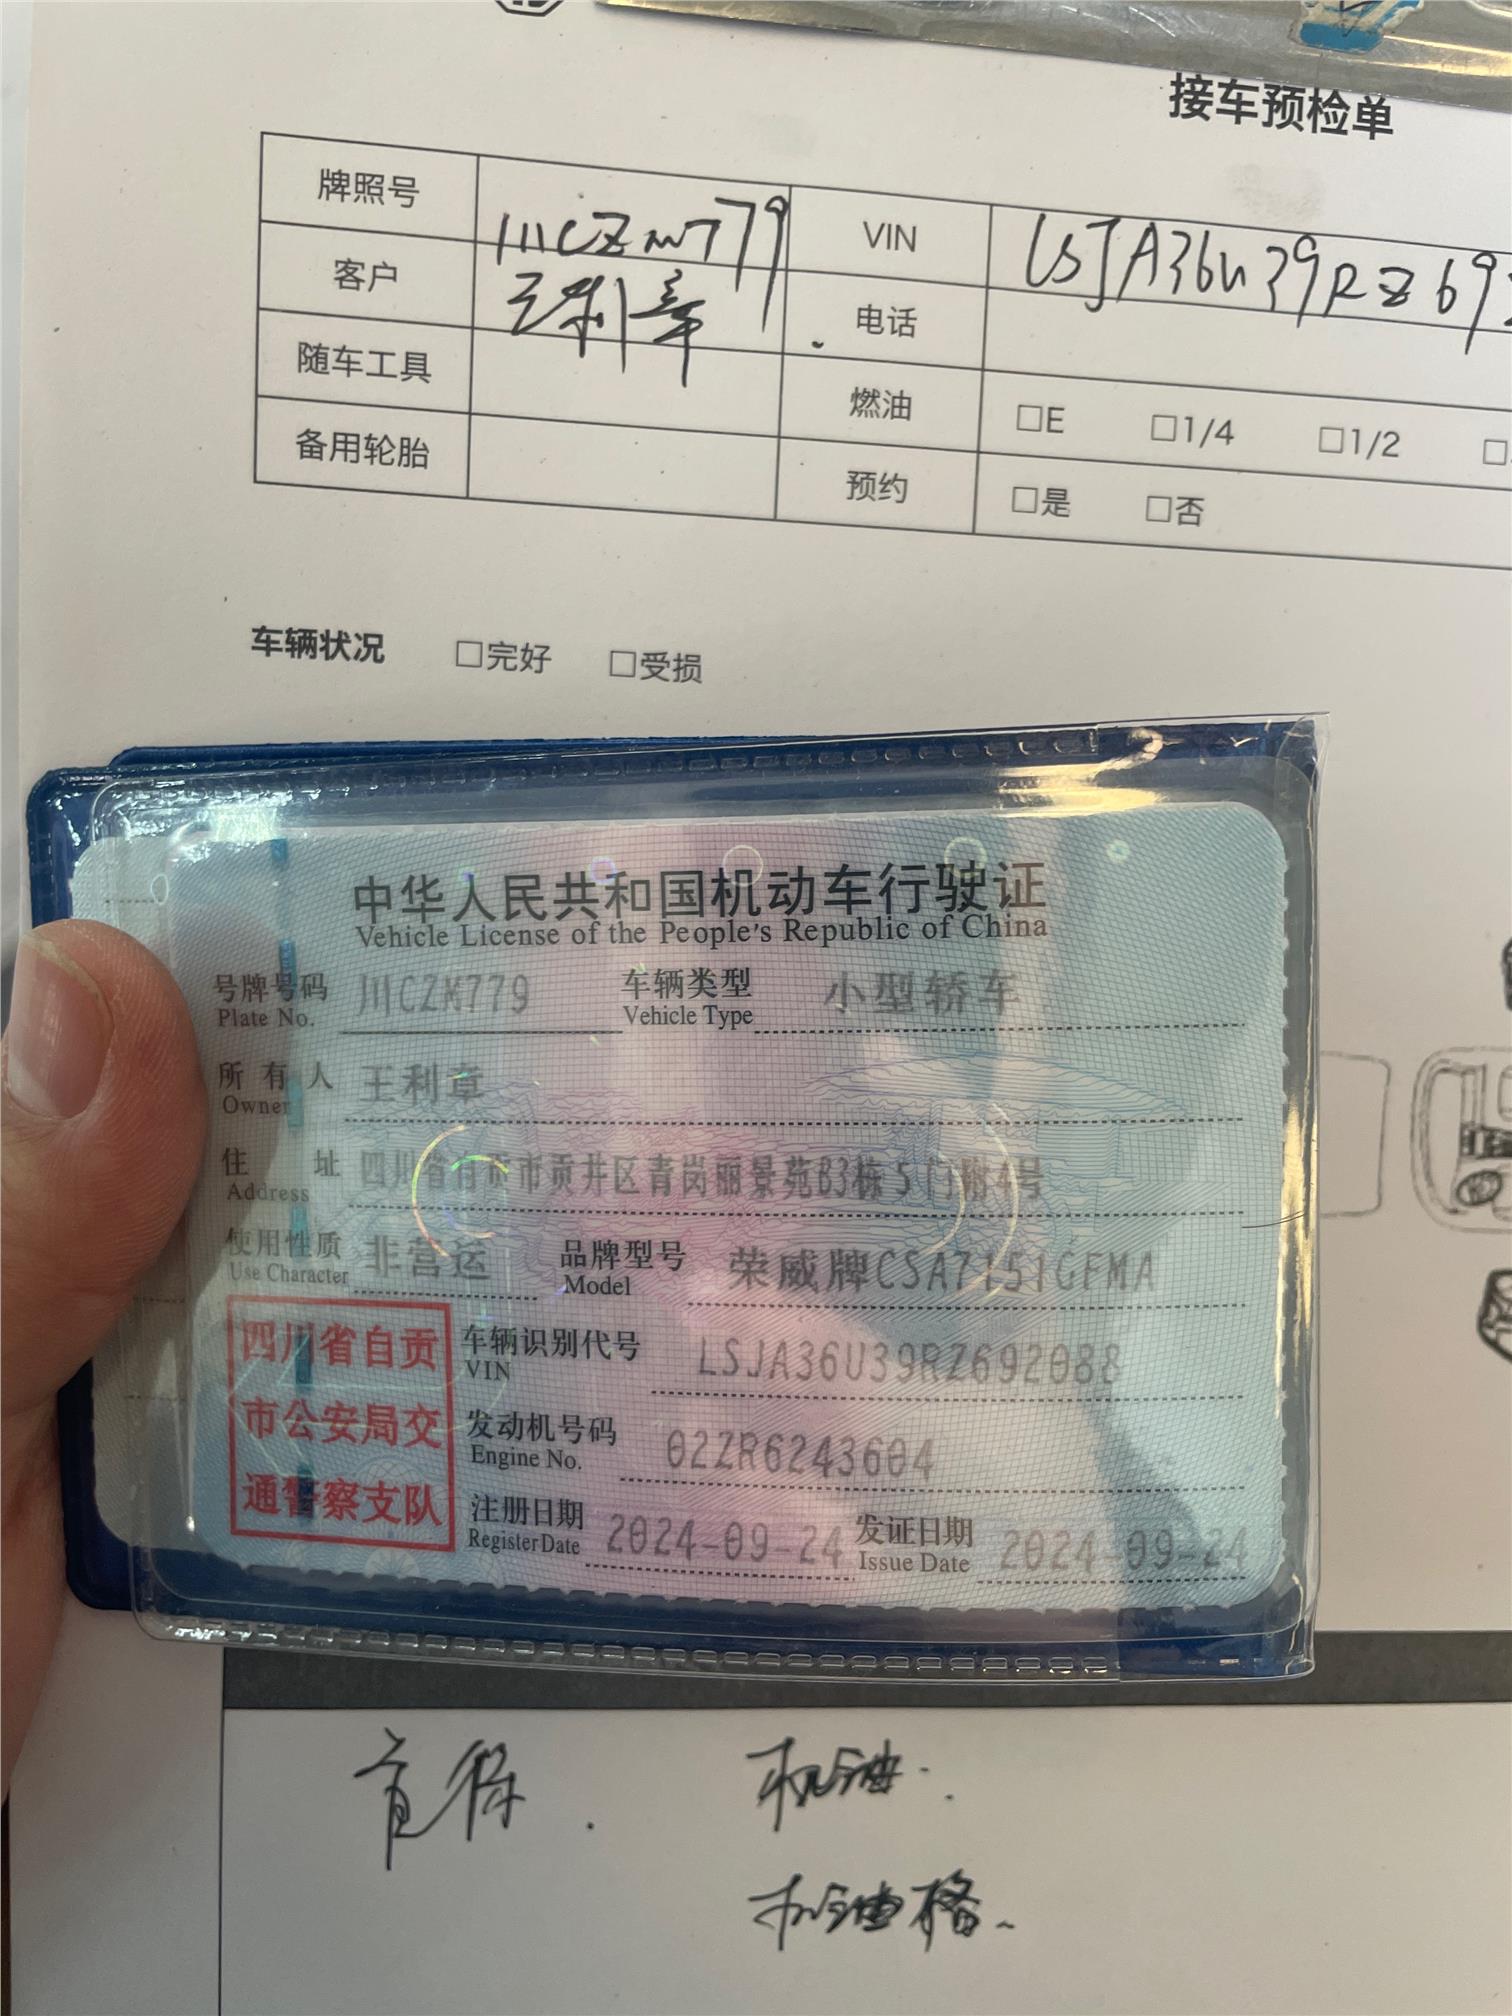 接车预检单
牌照号 川CZM779 VIN LSJA36U39RZ692
客户 王利章 电话
随车工具 燃油 □E □1/4 □1/2 □
备用轮胎 预约 □是 □否
车辆状况 □完好 □受损
中华人民共和国机动车行驶证
Vehicle License of the People's Republic of China
号牌号码 川CZM779 车辆类型 小型轿车
Plate No. Vehicle Type
所有人 王利章
Owner
住址 四川省自贡市贡井区青岗丽景苑B3栋5门附4号
Address
使用性质 非营运 品牌型号 荣威牌CSA7151GFMA
Use Character Model
四川省自贡
市公安局交
通警察支队
车辆识别代号 LSJA36U39RZ692088
VIN
发动机号码 02ZR6243604
Engine No.
注册日期 2024-09-24 发证日期 2024-09-24
Register Date Issue Date
首保. 机油.
机油格.